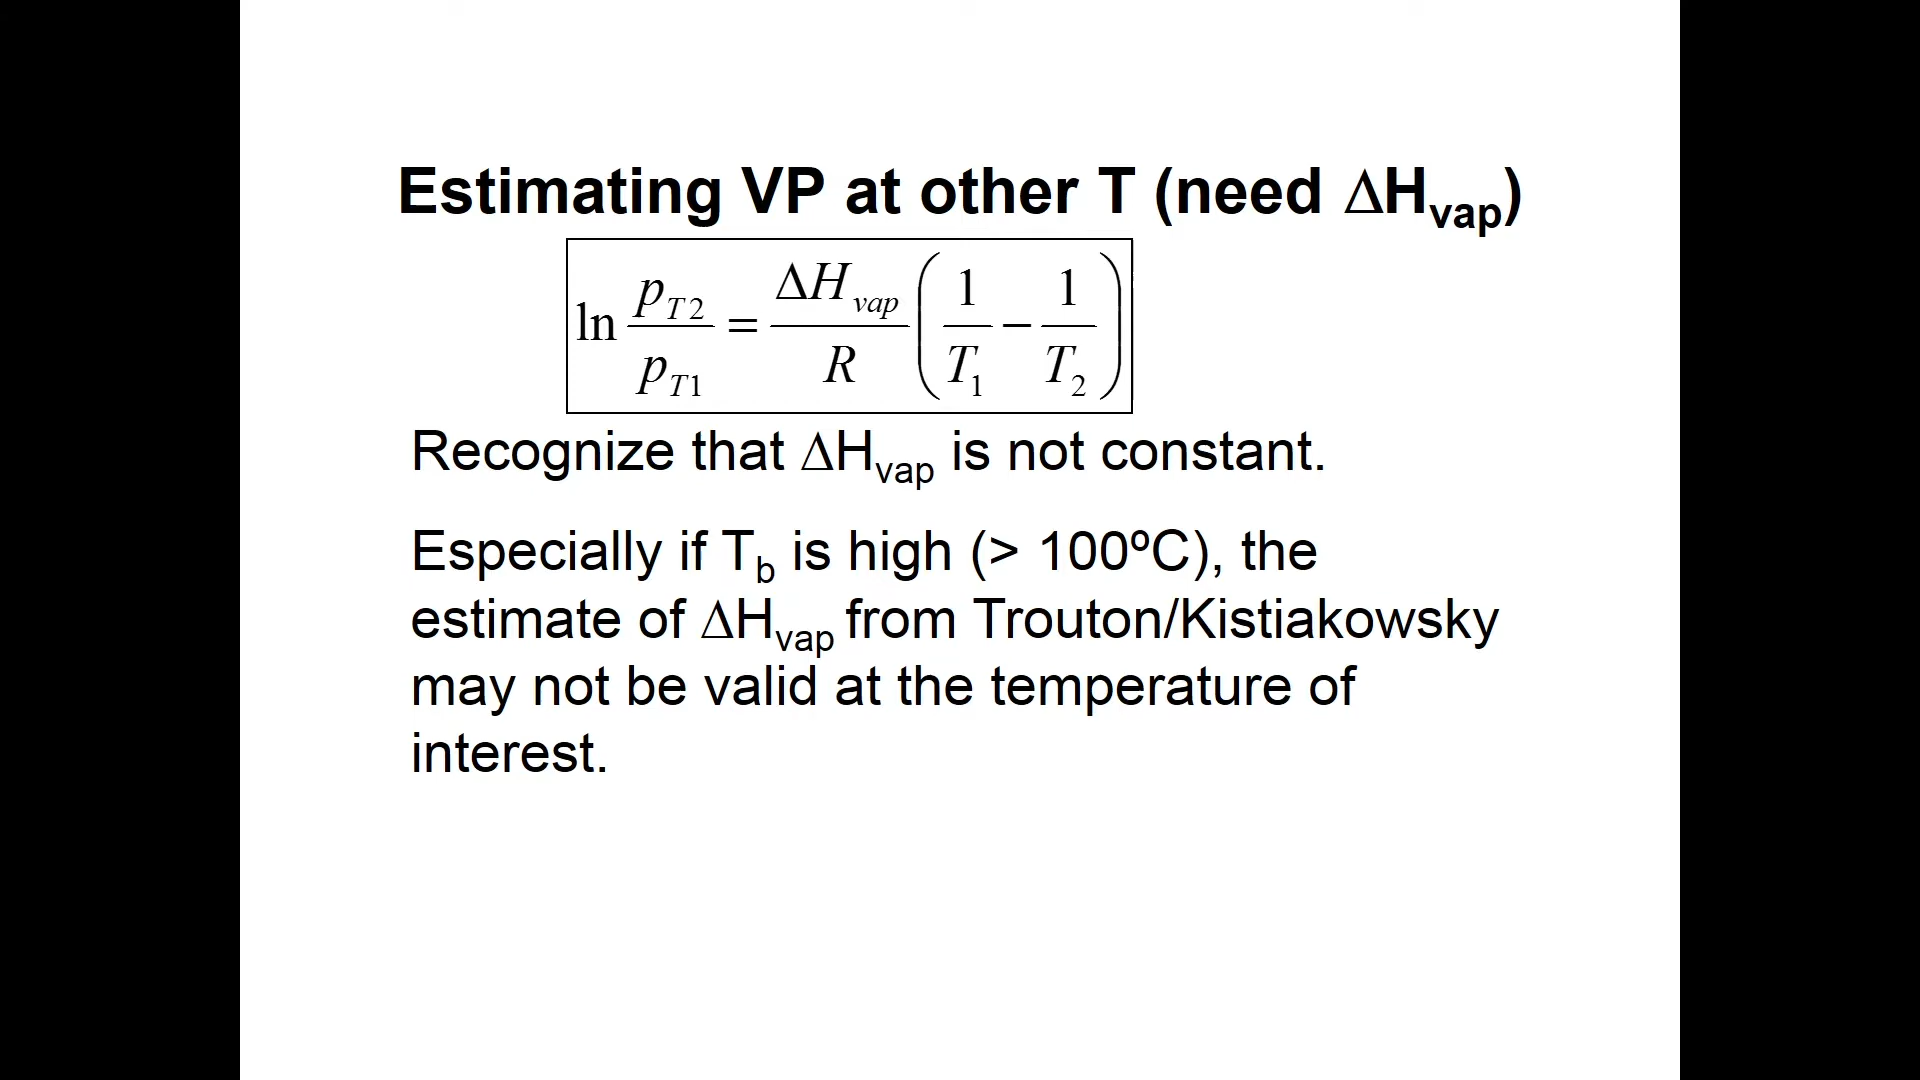 Estimating VP at other T (need ΔHvap)
ln pT2/pT1 = ΔHvap/R (1/T1 − 1/T2)
Recognize that ΔHvap is not constant.
Especially if Tb is high (> 100ºC), the
estimate of ΔHvap from Trouton/Kistiakowsky
may not be valid at the temperature of
interest.